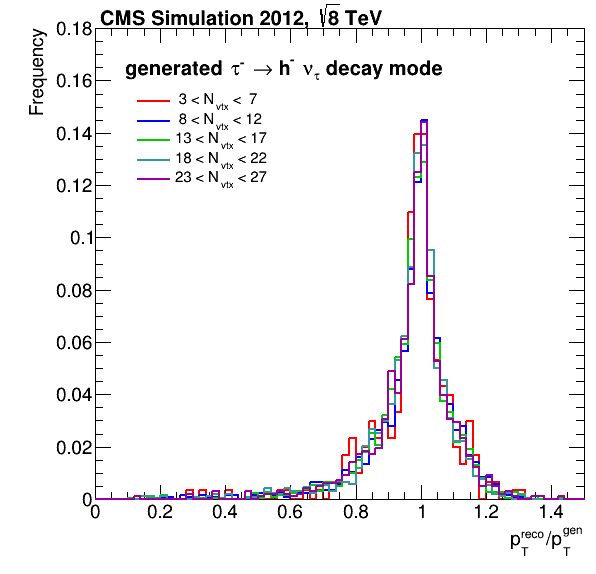 CMS Simulation 2012, √8 TeV
Frequency
generated τ⁻ → h⁻ ν_τ decay mode
3 < N_vtx < 7
8 < N_vtx < 12
13 < N_vtx < 17
18 < N_vtx < 22
23 < N_vtx < 27
0.18
0.16
0.14
0.12
0.1
0.08
0.06
0.04
0.02
0
0 0.2 0.4 0.6 0.8 1 1.2 1.4
p_T^reco/p_T^gen